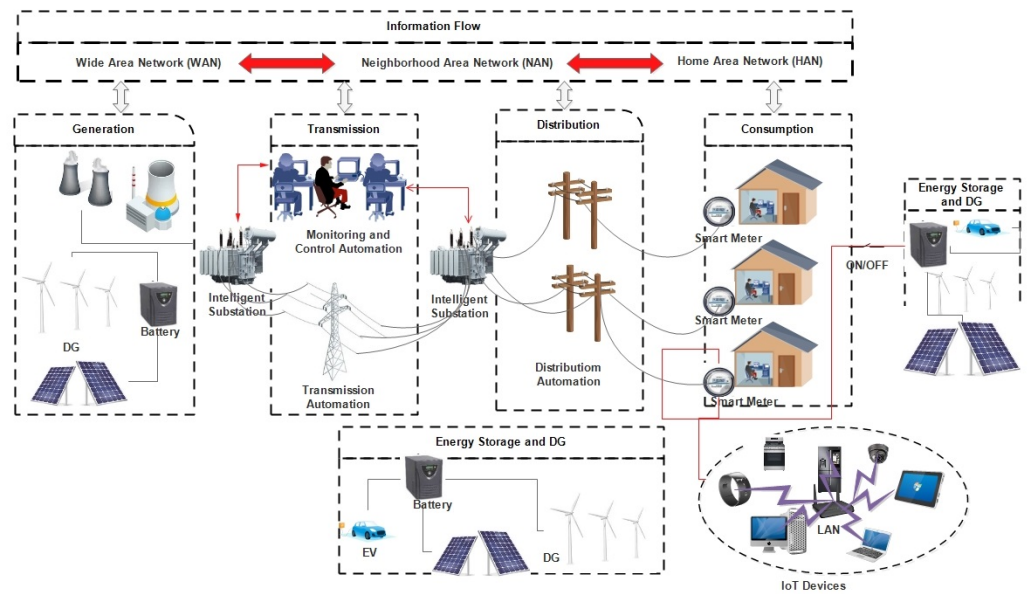 Information Flow
Wide Area Network (WAN)
Neighborhood Area Network (NAN)
Home Area Network (HAN)
Generation
Transmission
Distribution
Consumption
Energy Storage
and DG
Monitoring and
Control Automation
Smart Meter
ON/OFF
Intelligent
Substation
Intelligent
Substation
Battery
Smart Meter
DG
Distributiom
Automation
Transmission
Automation
Smart Meter
Energy Storage and DG
Battery
EV
DG
LAN
IoT Devices